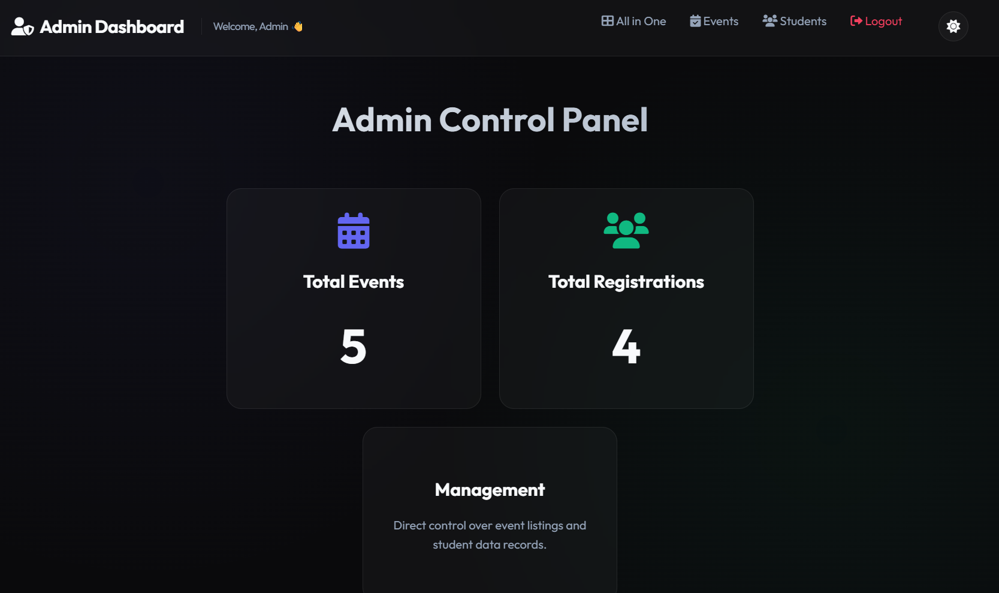 Admin Dashboard
Welcome, Admin 👋
All in One
Events
Students
Logout
Admin Control Panel
Total Events
5
Total Registrations
4
Management
Direct control over event listings and
student data records.